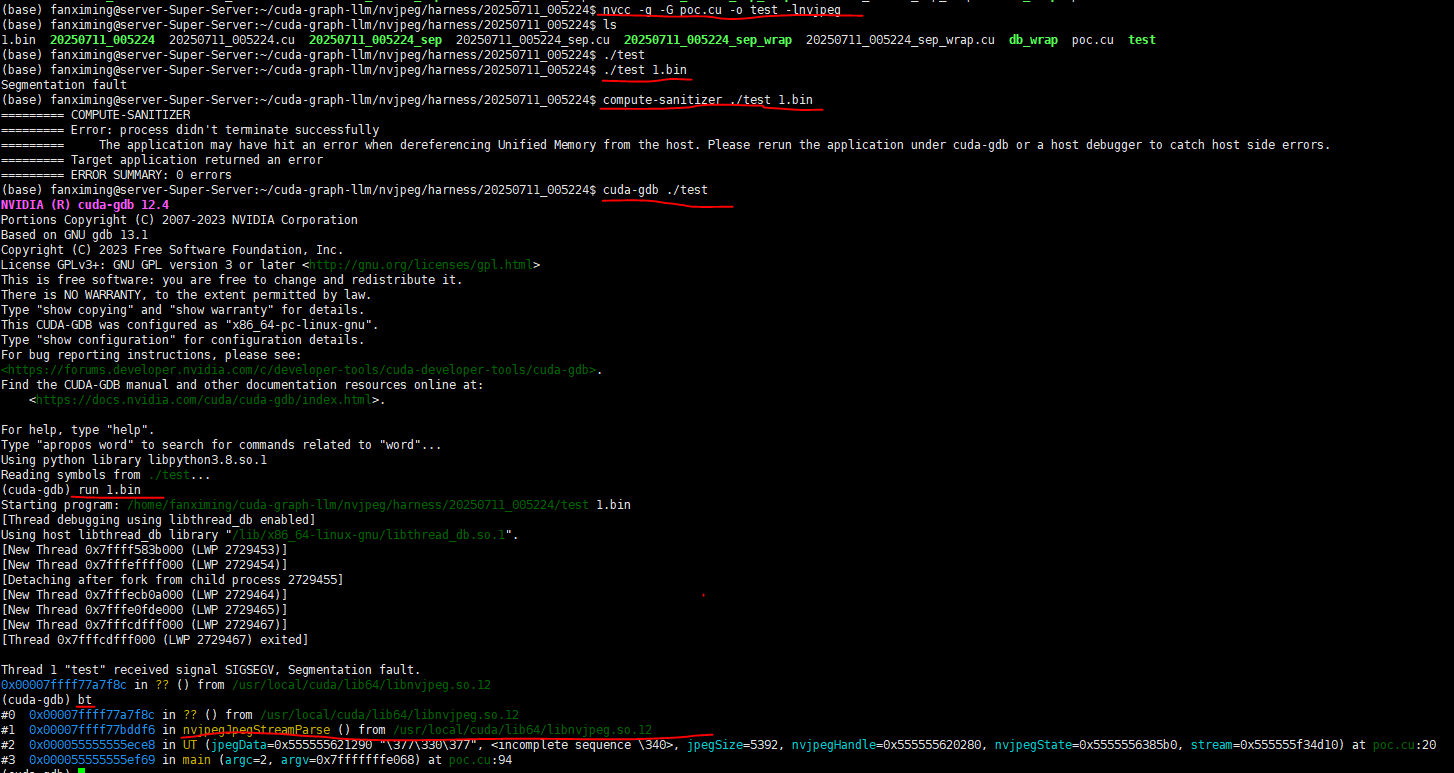 (base) fanximing@server-Super-Server:~/cuda-graph-llm/nvjpeg/harness/20250711_005224$ nvcc -g -G poc.cu -o test -lnvjpeg
(base) fanximing@server-Super-Server:~/cuda-graph-llm/nvjpeg/harness/20250711_005224$ ls
1.bin  20250711_005224  20250711_005224.cu  20250711_005224_sep  20250711_005224_sep.cu  20250711_005224_sep_wrap  20250711_005224_sep_wrap.cu  db_wrap  poc.cu  test
(base) fanximing@server-Super-Server:~/cuda-graph-llm/nvjpeg/harness/20250711_005224$ ./test
(base) fanximing@server-Super-Server:~/cuda-graph-llm/nvjpeg/harness/20250711_005224$ ./test 1.bin
Segmentation fault
(base) fanximing@server-Super-Server:~/cuda-graph-llm/nvjpeg/harness/20250711_005224$ compute-sanitizer ./test 1.bin
========= COMPUTE-SANITIZER
========= Error: process didn't terminate successfully
=========     The application may have hit an error when dereferencing Unified Memory from the host. Please rerun the application under cuda-gdb or a host debugger to catch host side errors.
========= Target application returned an error
========= ERROR SUMMARY: 0 errors
(base) fanximing@server-Super-Server:~/cuda-graph-llm/nvjpeg/harness/20250711_005224$ cuda-gdb ./test
NVIDIA (R) cuda-gdb 12.4
Portions Copyright (C) 2007-2023 NVIDIA Corporation
Based on GNU gdb 13.1
Copyright (C) 2023 Free Software Foundation, Inc.
License GPLv3+: GNU GPL version 3 or later <http://gnu.org/licenses/gpl.html>
This is free software: you are free to change and redistribute it.
There is NO WARRANTY, to the extent permitted by law.
Type "show copying" and "show warranty" for details.
This CUDA-GDB was configured as "x86_64-pc-linux-gnu".
Type "show configuration" for configuration details.
For bug reporting instructions, please see:
<https://forums.developer.nvidia.com/c/developer-tools/cuda-developer-tools/cuda-gdb>.
Find the CUDA-GDB manual and other documentation resources online at:
    <https://docs.nvidia.com/cuda/cuda-gdb/index.html>.

For help, type "help".
Type "apropos word" to search for commands related to "word"...
Using python library libpython3.8.so.1
Reading symbols from ./test...
(cuda-gdb) run 1.bin
Starting program: /home/fanximing/cuda-graph-llm/nvjpeg/harness/20250711_005224/test 1.bin
[Thread debugging using libthread_db enabled]
Using host libthread_db library "/lib/x86_64-linux-gnu/libthread_db.so.1".
[New Thread 0x7ffff583b000 (LWP 2729453)]
[New Thread 0x7fffeffff000 (LWP 2729454)]
[Detaching after fork from child process 2729455]
[New Thread 0x7fffecb0a000 (LWP 2729464)]
[New Thread 0x7fffe0fde000 (LWP 2729465)]
[New Thread 0x7fffcdfff000 (LWP 2729467)]
[Thread 0x7fffcdfff000 (LWP 2729467) exited]

Thread 1 "test" received signal SIGSEGV, Segmentation fault.
0x00007ffff77a7f8c in ?? () from /usr/local/cuda/lib64/libnvjpeg.so.12
(cuda-gdb) bt
#0  0x00007ffff77a7f8c in ?? () from /usr/local/cuda/lib64/libnvjpeg.so.12
#1  0x00007ffff77bddf6 in nvjpegJpegStreamParse () from /usr/local/cuda/lib64/libnvjpeg.so.12
#2  0x000055555555ece8 in UT (jpegData=0x555555621290 "\377\330\377", <incomplete sequence \340>, jpegSize=5392, nvjpegHandle=0x555555620280, nvjpegState=0x5555556385b0, stream=0x555555f34d10) at poc.cu:20
#3  0x000055555555ef69 in main (argc=2, argv=0x7fffffffe068) at poc.cu:94